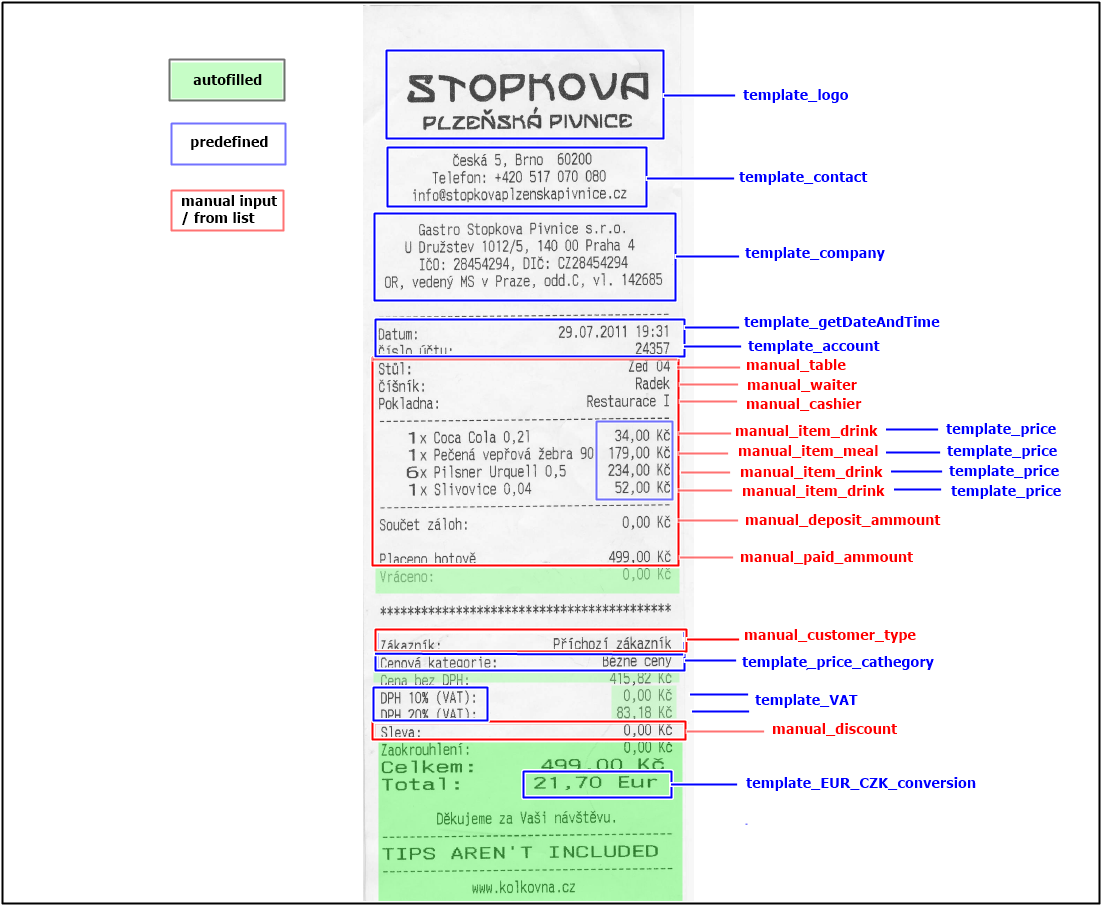 autofilled
predefined
manual input
/ from list
STOPKOVA
PLZEŇSKÁ PIVNICE
template_logo
Česká 5, Brno 60200
Telefon: +420 517 070 080
info@stopkovaplzenskapivnice.cz
template_contact
Gastro Stopkova Pivnice s.r.o.
U Družstev 1012/5, 140 00 Praha 4
IČO: 28454294, DIČ: CZ28454294
OR, vedený MS v Praze, odd.C, vl. 142685
template_company
Datum: 29.07.2011 19:31 template_getDateAndTime
Číslo účtu: 24357 template_account
Stůl: Zed 04 manual_table
Číšník: Radek manual_waiter
Pokladna: Restaurace I manual_cashier
1x Coca Cola 0,2l 34,00 Kč manual_item_drink template_price
1x Pečená vepřová žebra 90 179,00 Kč manual_item_meal template_price
6x Pilsner Urquell 0,5 234,00 Kč manual_item_drink template_price
1x Slivovice 0,04 52,00 Kč manual_item_drink template_price
Součet záloh: 0,00 Kč manual_deposit_ammount
Placeno hotově 499,00 Kč manual_paid_ammount
Vráceno: 0,00 Kč
******************************************
Zákazník: Příchozí zákazník manual_customer_type
Cenová kategorie: Běžné ceny template_price_cathegory
Cena bez DPH: 415,82 Kč
DPH 10% (VAT): 0,00 Kč template_VAT
DPH 20% (VAT): 83,18 Kč
Sleva: 0,00 Kč manual_discount
Zaokrouhlení: 0,00 Kč
Celkem: 499,00 Kč
Total: 21,70 Eur template_EUR_CZK_conversion
Děkujeme za Vaši návštěvu.
TIPS AREN'T INCLUDED
www.kolkovna.cz